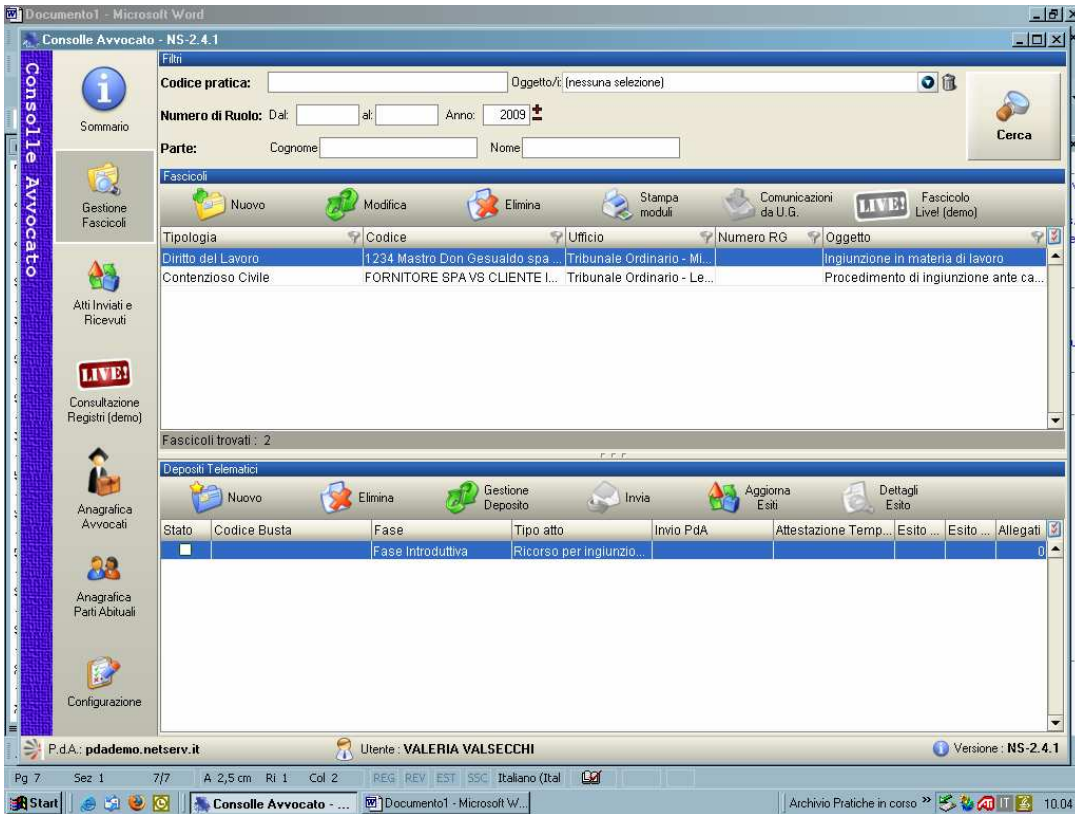 Documento1 - Microsoft Word
Consolle Avvocato - NS-2.4.1
Consolle Avvocato
Sommario
Gestione
Fascicoli
Atti Inviati e
Ricevuti
LIVE!
Consultazione
Registri (demo)
Anagrafica
Avvocati
Anagrafica
Parti Abituali
Configurazione
Filtri
Codice pratica: Oggetto/i: (nessuna selezione)
Numero di Ruolo: Dal: al: Anno: 2009
Parte: Cognome Nome
Cerca
Fascicoli
Nuovo Modifica Elimina Stampa moduli Comunicazioni da U.G. LIVE! Fascicolo Live! (demo)
Tipologia Codice Ufficio Numero RG Oggetto
Diritto del Lavoro 1234 Mastro Don Gesualdo spa ... Tribunale Ordinario - Mi... Ingiunzione in materia di lavoro
Contenzioso Civile FORNITORE SPA VS CLIENTE I... Tribunale Ordinario - Le... Procedimento di ingiunzione ante ca...
Fascicoli trovati : 2
Depositi Telematici
Nuovo Elimina Gestione Deposito Invia Aggiorna Esiti Dettagli Esito
Stato Codice Busta Fase Tipo atto Invio PdA Attestazione Temp... Esito ... Esito ... Allegati
Fase Introduttiva Ricorso per ingiunzio... 0
P.d.A.: pdademo.netserv.it Utente : VALERIA VALSECCHI Versione : NS-2.4.1
Pg 7 Sez 1 7/7 A 2,5 cm Ri 1 Col 2 REG REV EST SSC Italiano (Ital
Start Consolle Avvocato - ... Documento1 - Microsoft W... Archivio Pratiche in corso » IT 10.04